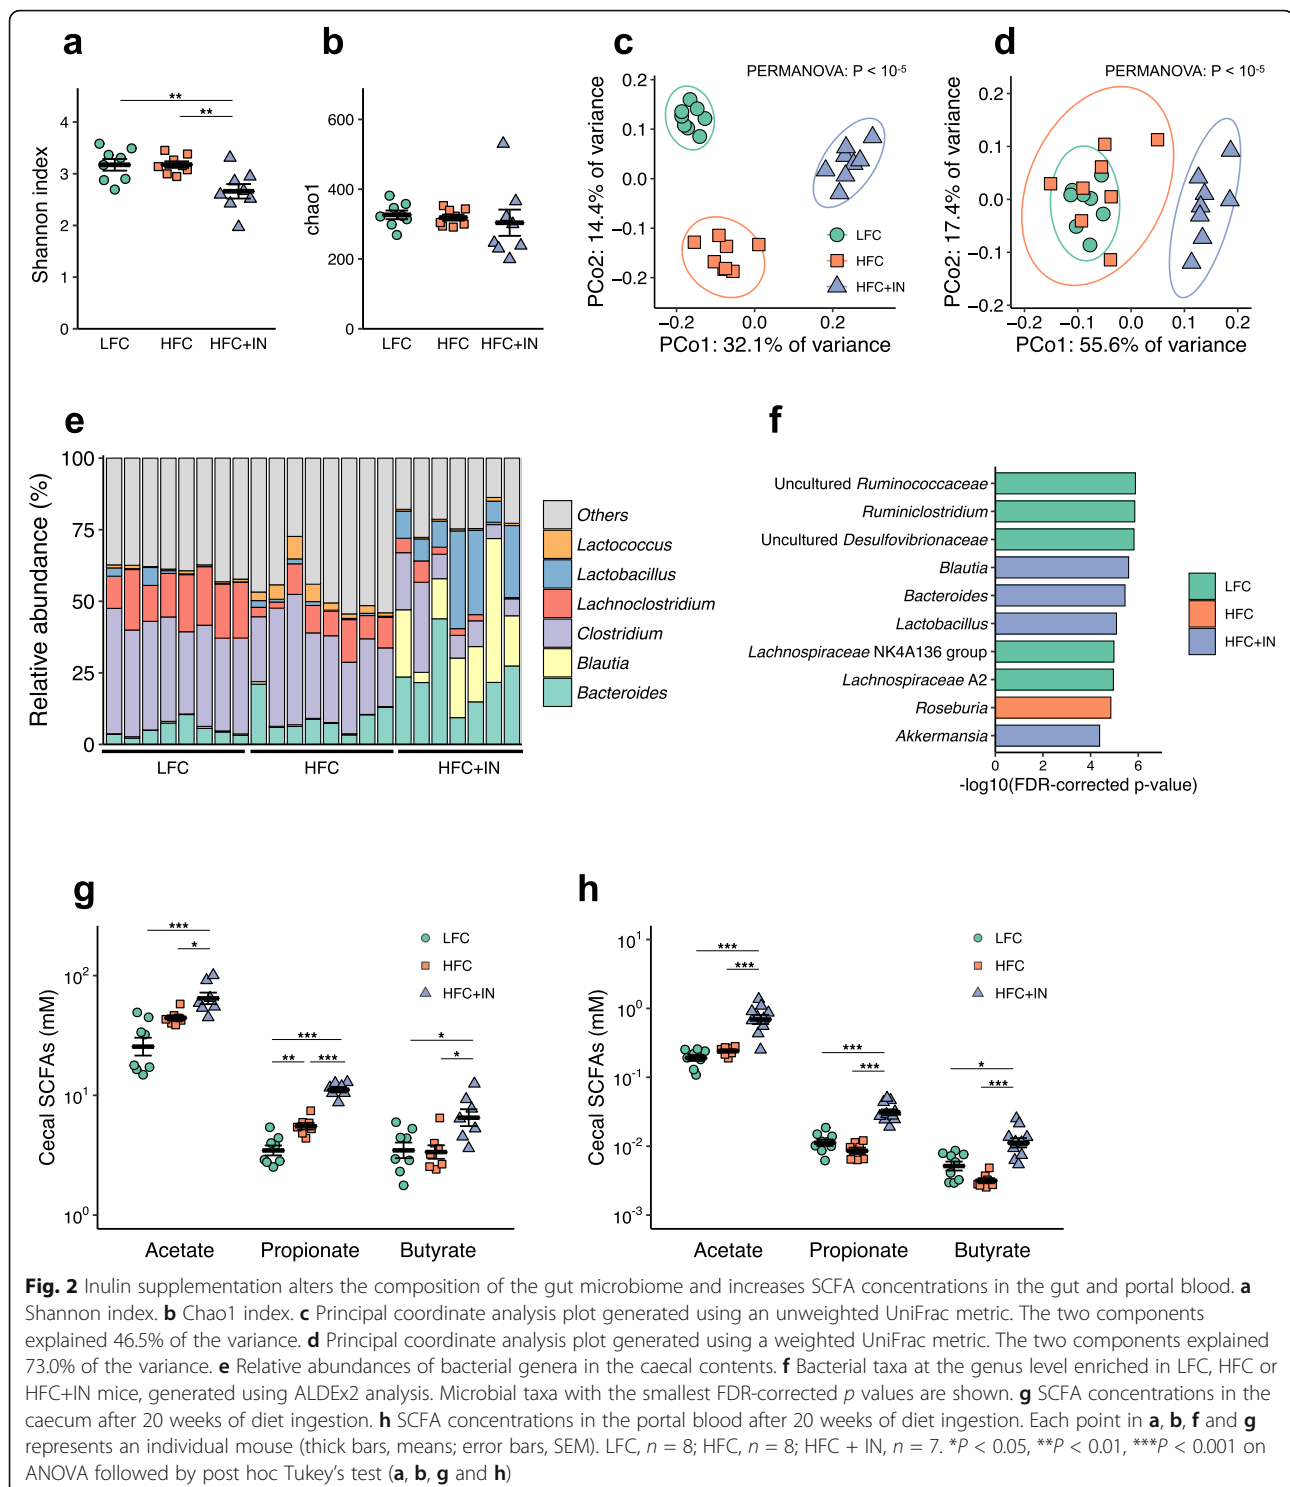 a
b
c
d
PERMANOVA: P < 10-5
PERMANOVA: P < 10-5
**
**
Shannon index
4
3
2
1
0
LFC HFC HFC+IN
chao1
600
400
200
0
LFC HFC HFC+IN
PCo2: 14.4% of variance
0.2
0.1
0.0
−0.1
−0.2
LFC
HFC
HFC+IN
−0.2 0.0 0.2
PCo1: 32.1% of variance
PCo2: 17.4% of variance
0.2
0.1
0.0
−0.1
−0.2
−0.2 −0.1 0.0 0.1 0.2
PCo1: 55.6% of variance
e
Relative abundance (%)
100
75
50
25
0
LFC HFC HFC+IN
Others
Lactococcus
Lactobacillus
Lachnoclostridium
Clostridium
Blautia
Bacteroides
f
Uncultured Ruminococcaceae
Ruminiclostridium
Uncultured Desulfovibrionaceae
Blautia
Bacteroides
Lactobacillus
Lachnospiraceae NK4A136 group
Lachnospiraceae A2
Roseburia
Akkermansia
0 2 4 6
-log10(FDR-corrected p-value)
LFC
HFC
HFC+IN
g
Cecal SCFAs (mM)
102
101
100
***
*
***
**
***
*
*
LFC
HFC
HFC+IN
Acetate Propionate Butyrate
h
Cecal SCFAs (mM)
101
100
10-1
10-2
10-3
***
***
***
***
*
***
LFC
HFC
HFC+IN
Acetate Propionate Butyrate
Fig. 2 Inulin supplementation alters the composition of the gut microbiome and increases SCFA concentrations in the gut and portal blood. a
Shannon index. b Chao1 index. c Principal coordinate analysis plot generated using an unweighted UniFrac metric. The two components
explained 46.5% of the variance. d Principal coordinate analysis plot generated using a weighted UniFrac metric. The two components explained
73.0% of the variance. e Relative abundances of bacterial genera in the caecal contents. f Bacterial taxa at the genus level enriched in LFC, HFC or
HFC+IN mice, generated using ALDEx2 analysis. Microbial taxa with the smallest FDR-corrected p values are shown. g SCFA concentrations in the
caecum after 20 weeks of diet ingestion. h SCFA concentrations in the portal blood after 20 weeks of diet ingestion. Each point in a, b, f and g
represents an individual mouse (thick bars, means; error bars, SEM). LFC, n = 8; HFC, n = 8; HFC + IN, n = 7. *P < 0.05, **P < 0.01, ***P < 0.001 on
ANOVA followed by post hoc Tukey's test (a, b, g and h)